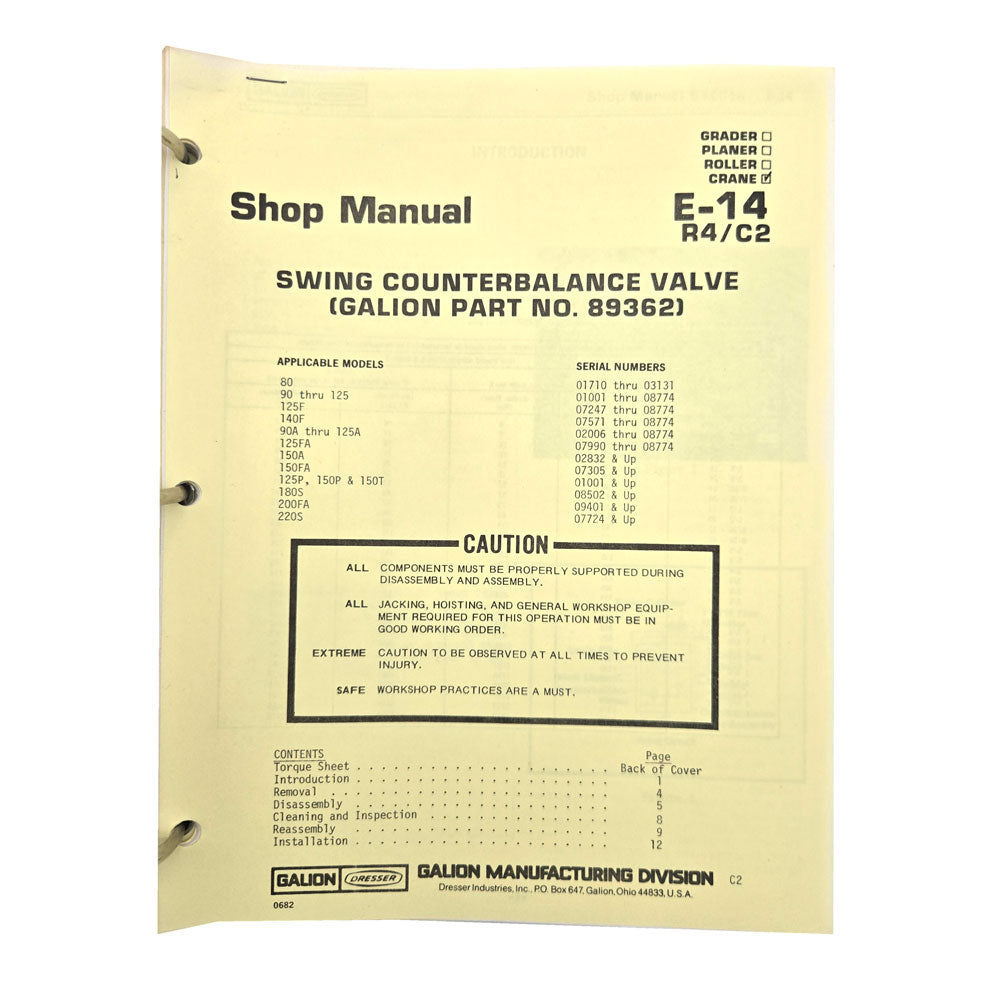 GRADER ☐
PLANER ☐
ROLLER ☐
CRANE ☑
Shop Manual
E-14
R4/C2
SWING COUNTERBALANCE VALVE
(GALION PART NO. 89362)
APPLICABLE MODELS SERIAL NUMBERS
80 01710 thru 03131
90 thru 125 01001 thru 08774
125F 07247 thru 08774
140F 07571 thru 08774
90A thru 125A 02006 thru 08774
125FA 07990 thru 08774
150A 02832 & Up
150FA 07305 & Up
125P, 150P & 150T 01001 & Up
180S 08502 & Up
200FA 09401 & Up
220S 07724 & Up
CAUTION
ALL COMPONENTS MUST BE PROPERLY SUPPORTED DURING
DISASSEMBLY AND ASSEMBLY.
ALL JACKING, HOISTING, AND GENERAL WORKSHOP EQUIP-
MENT REQUIRED FOR THIS OPERATION MUST BE IN
GOOD WORKING ORDER.
EXTREME CAUTION TO BE OBSERVED AT ALL TIMES TO PREVENT
INJURY.
SAFE WORKSHOP PRACTICES ARE A MUST.
CONTENTS Page
Torque Sheet . . . . . . . . . . . . . . . . . . . . . Back of Cover
Introduction . . . . . . . . . . . . . . . . . . . . . 1
Removal . . . . . . . . . . . . . . . . . . . . . . . 4
Disassembly . . . . . . . . . . . . . . . . . . . . . 5
Cleaning and Inspection . . . . . . . . . . . . . . . 8
Reassembly . . . . . . . . . . . . . . . . . . . . . 9
Installation . . . . . . . . . . . . . . . . . . . . . 12
GALION DRESSER GALION MANUFACTURING DIVISION C2
Dresser Industries, Inc., P.O. Box 647, Galion, Ohio 44833, U.S.A.
0682